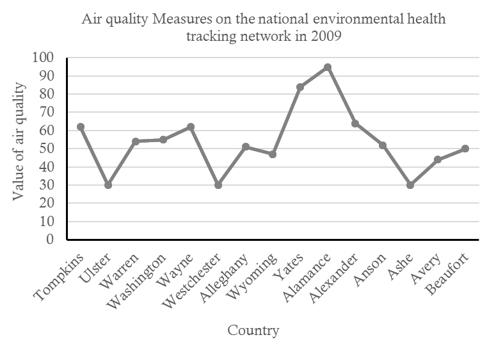 Air quality Measures on the national environmental health
tracking network in 2009
Value of air quality
100
90
80
70
60
50
40
30
20
10
0
Tompkins
Ulster
Warren
Washington
Wayne
Westchester
Alleghany
Wyoming
Yates
Alamance
Alexander
Anson
Ashe
Avery
Beaufort
Country